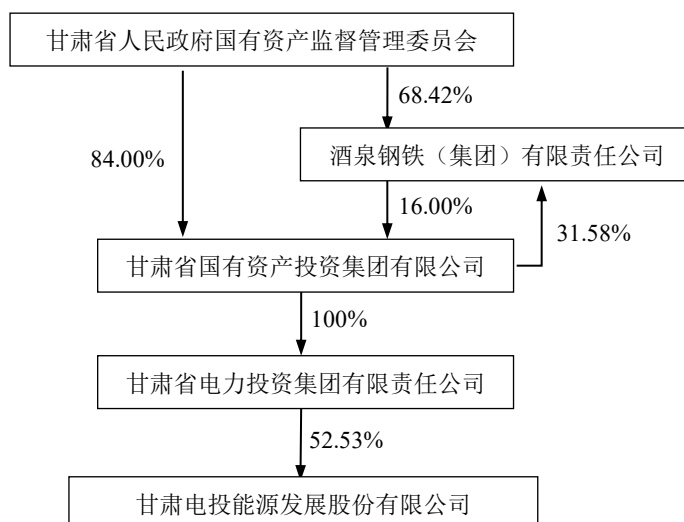 甘肃省人民政府国有资产监督管理委员会
68.42%
84.00%
酒泉钢铁（集团）有限责任公司
16.00%
31.58%
甘肃省国有资产投资集团有限公司
100%
甘肃省电力投资集团有限责任公司
52.53%
甘肃电投能源发展股份有限公司